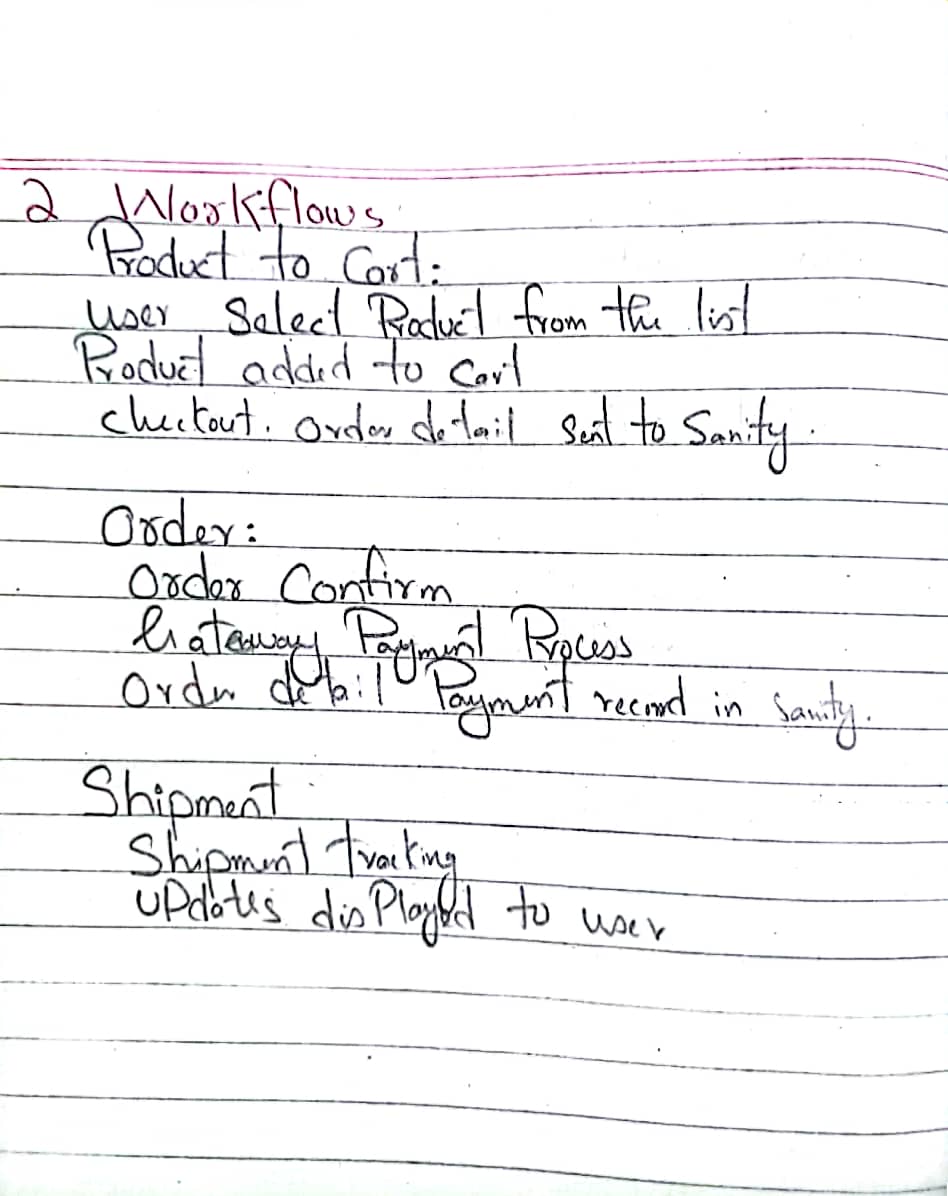 2 Workflows
Product to Cart:
user Select Product from the list
Product added to Cart
checkout. order detail Sent to Sanity.
Order:
Order Confirm
Gateway Payment Process
Order detail Payment record in Sanity.
Shipment
Shipment tracking
UPdates disPlayed to user